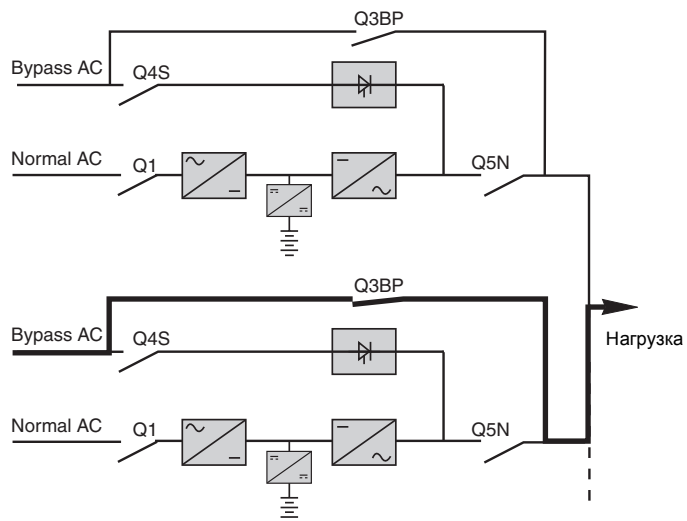 Q3BP
Bypass AC
Q4S
Normal AC
Q1
Q5N
Q3BP
Bypass AC
Q4S
Нагрузка
Normal AC
Q1
Q5N